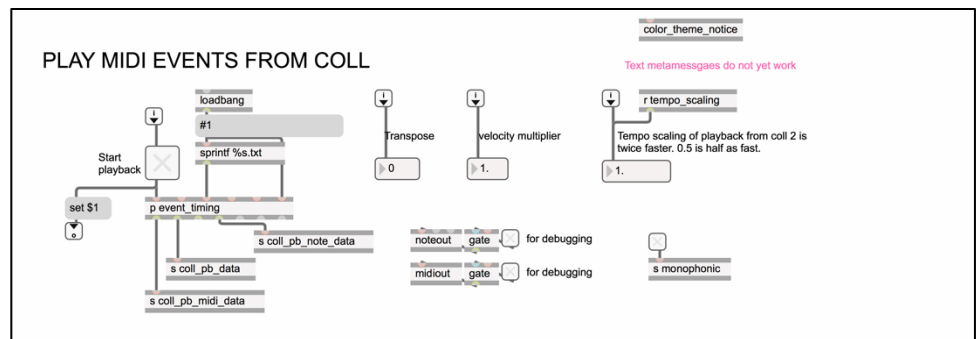 color_theme_notice
PLAY MIDI EVENTS FROM COLL
Text metamessgaes do not yet work
loadbang
r tempo_scaling
#1
Transpose
velocity multiplier
Tempo scaling of playback from coll 2 is
twice faster. 0.5 is half as fast.
sprintf %s.txt
Start
playback
0
1.
1.
set $1
p event_timing
s coll_pb_note_data
noteout
gate
for debugging
s coll_pb_data
midiout
gate
for debugging
s monophonic
s coll_pb_midi_data